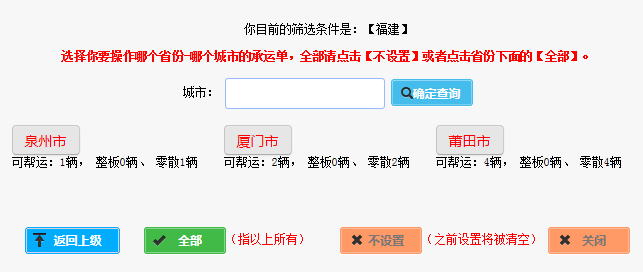 你目前的筛选条件是：【福建】
选择你要操作哪个省份-哪个城市的承运单，全部请点击【不设置】或者点击省份下面的【全部】。
城市： 确定查询
泉州市 厦门市 莆田市
可帮运：1辆， 整板0辆、 零散1辆 可帮运：2辆， 整板0辆、 零散2辆 可帮运：4辆， 整板0辆、 零散4辆
返回上级 全部 （指以上所有） 不设置 （之前设置将被清空） 关闭